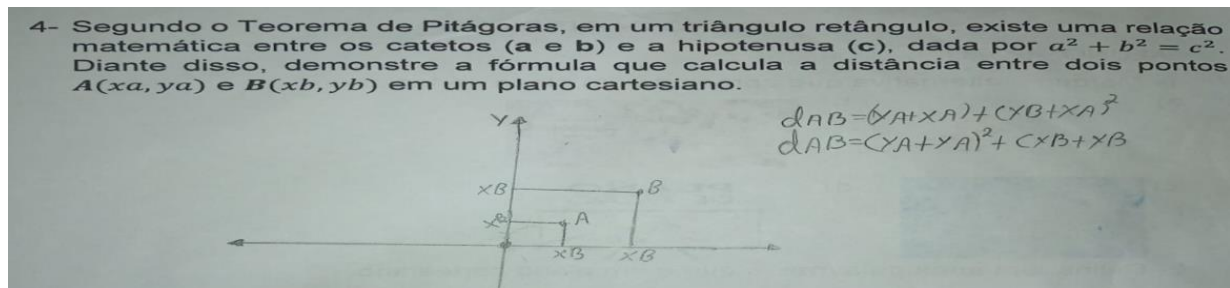 4- Segundo o Teorema de Pitágoras, em um triângulo retângulo, existe uma relação
matemática entre os catetos (a e b) e a hipotenusa (c), dada por a² + b² = c².
Diante disso, demonstre a fórmula que calcula a distância entre dois pontos
A(xa, ya) e B(xb, yb) em um plano cartesiano.
dAB=(YA+XA)+(YB+XA)²
dAB=(YA+YA)²+(XB+XB
Y
XB
B
A
XB
XB